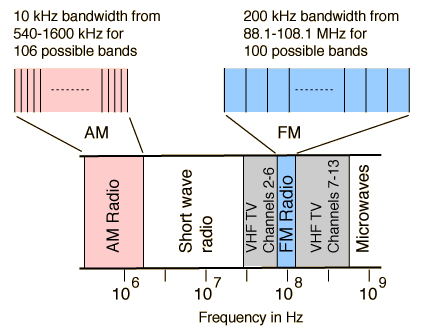 10 kHz bandwidth from
540-1600 kHz for
106 possible bands
200 kHz bandwidth from
88.1-108.1 MHz for
100 possible bands
AM
FM
AM Radio
Short wave
radio
VHF TV
Channels 2-6
FM Radio
VHF TV
Channels 7-13
Microwaves
10 6
10 7
10 8
10 9
Frequency in Hz